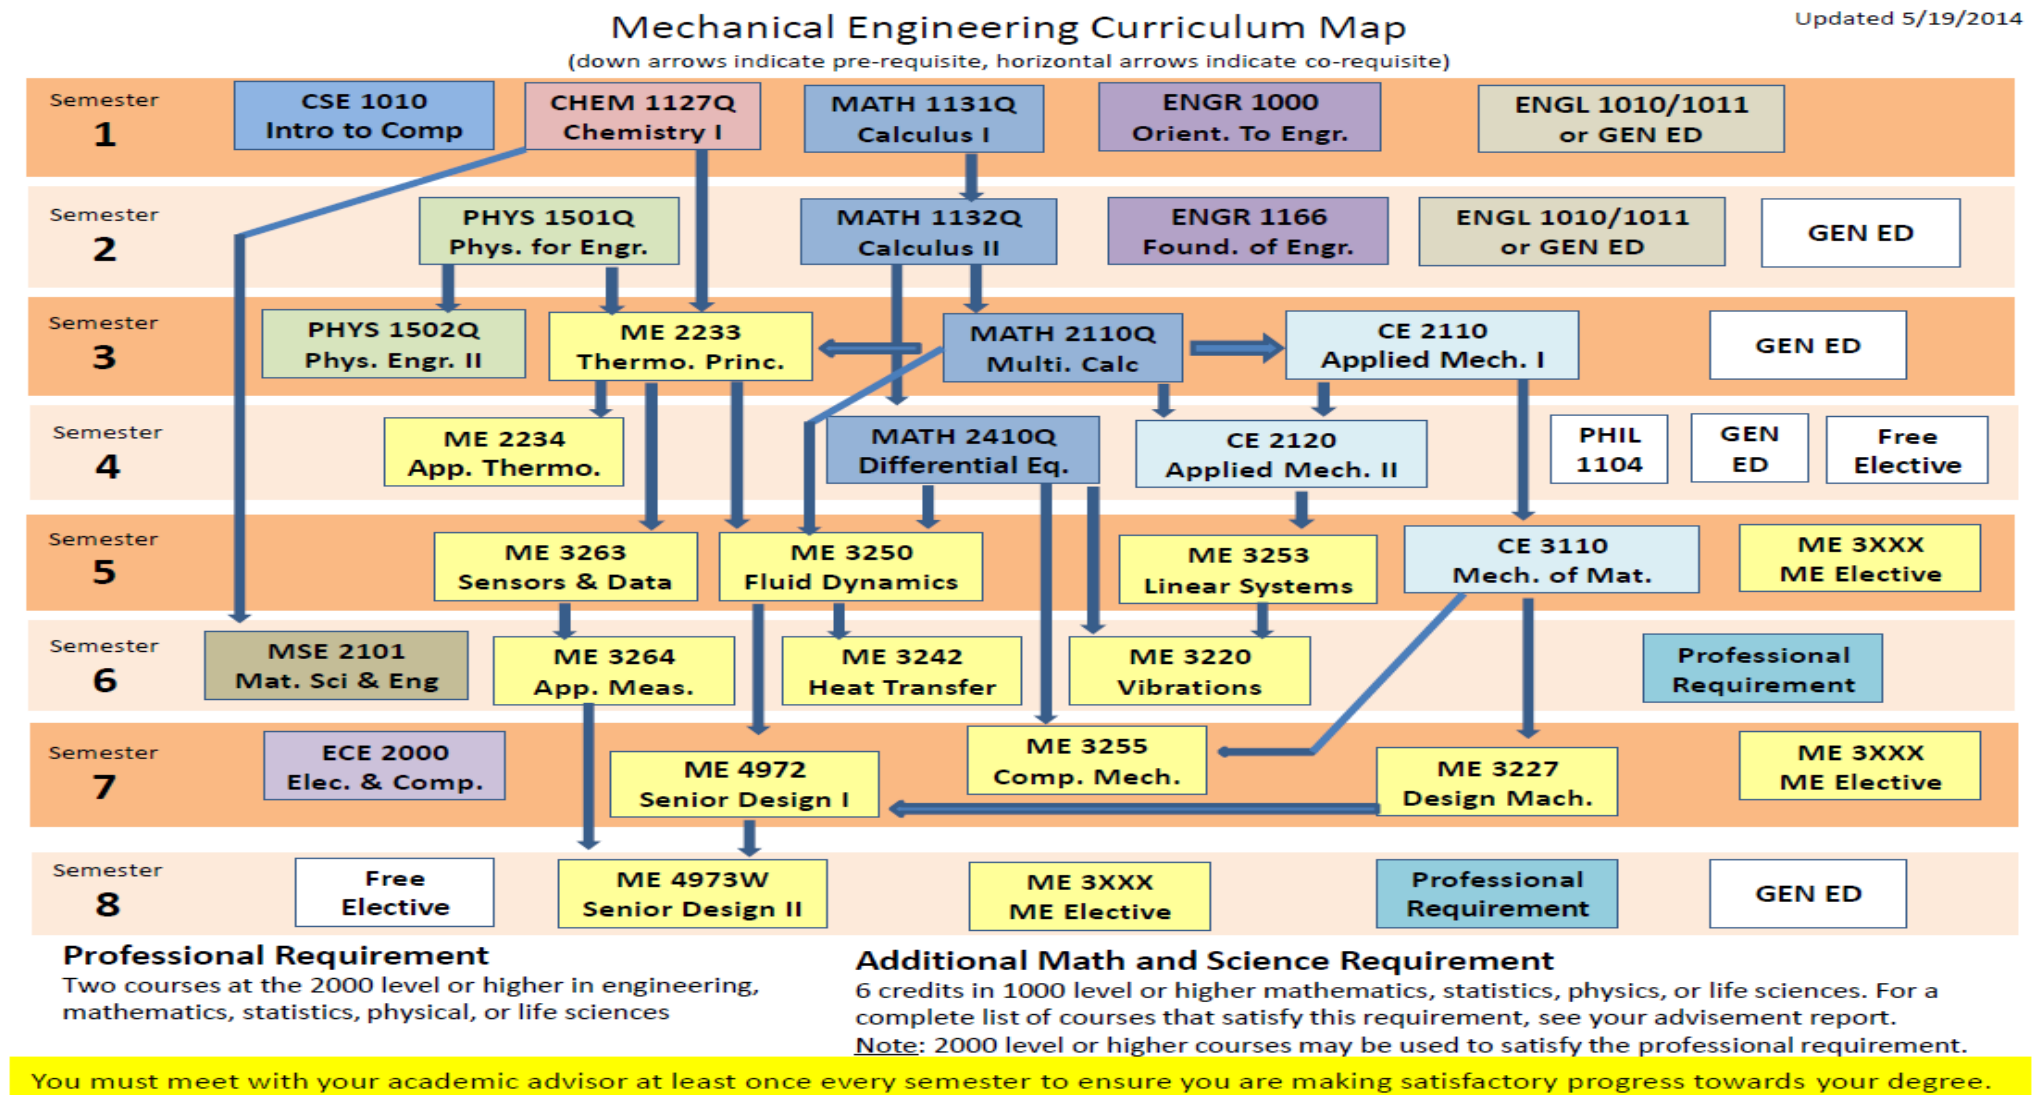 Mechanical Engineering Curriculum Map
Updated 5/19/2014
(down arrows indicate pre-requisite, horizontal arrows indicate co-requisite)
Semester
1
CSE 1010
Intro to Comp
CHEM 1127Q
Chemistry I
MATH 1131Q
Calculus I
ENGR 1000
Orient. To Engr.
ENGL 1010/1011
or GEN ED
Semester
2
PHYS 1501Q
Phys. for Engr.
MATH 1132Q
Calculus II
ENGR 1166
Found. of Engr.
ENGL 1010/1011
or GEN ED
GEN ED
Semester
3
PHYS 1502Q
Phys. Engr. II
ME 2233
Thermo. Princ.
MATH 2110Q
Multi. Calc
CE 2110
Applied Mech. I
GEN ED
Semester
4
ME 2234
App. Thermo.
MATH 2410Q
Differential Eq.
CE 2120
Applied Mech. II
PHIL
1104
GEN
ED
Free
Elective
Semester
5
ME 3263
Sensors & Data
ME 3250
Fluid Dynamics
ME 3253
Linear Systems
CE 3110
Mech. of Mat.
ME 3XXX
ME Elective
Semester
6
MSE 2101
Mat. Sci & Eng
ME 3264
App. Meas.
ME 3242
Heat Transfer
ME 3220
Vibrations
Professional
Requirement
Semester
7
ECE 2000
Elec. & Comp.
ME 4972
Senior Design I
ME 3255
Comp. Mech.
ME 3227
Design Mach.
ME 3XXX
ME Elective
Semester
8
Free
Elective
ME 4973W
Senior Design II
ME 3XXX
ME Elective
Professional
Requirement
GEN ED
Professional Requirement
Two courses at the 2000 level or higher in engineering,
mathematics, statistics, physical, or life sciences
Additional Math and Science Requirement
6 credits in 1000 level or higher mathematics, statistics, physics, or life sciences. For a
complete list of courses that satisfy this requirement, see your advisement report.
Note: 2000 level or higher courses may be used to satisfy the professional requirement.
You must meet with your academic advisor at least once every semester to ensure you are making satisfactory progress towards your degree.